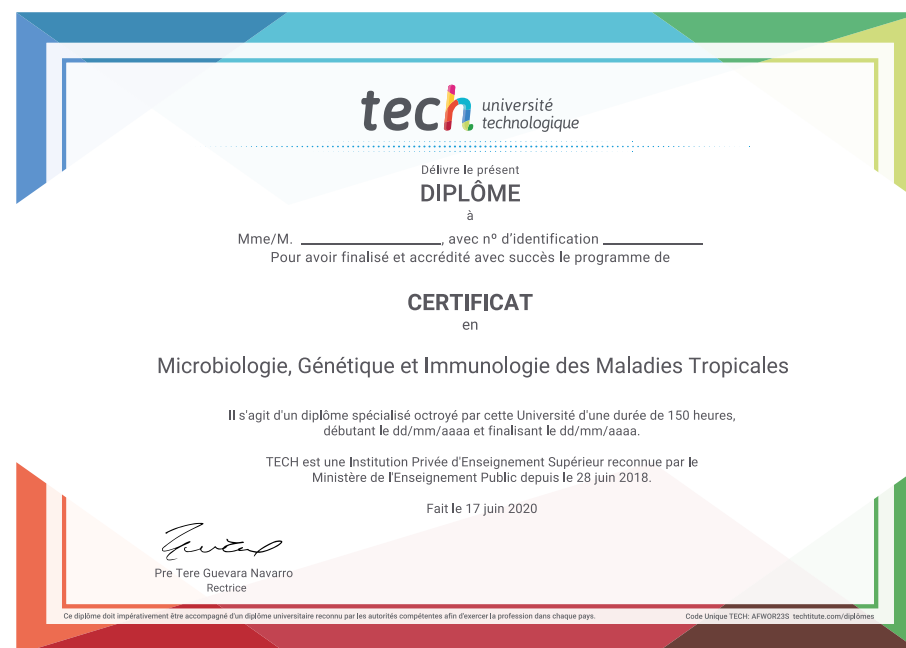 tech université
technologique
Délivre le présent
DIPLÔME
à
Mme/M. ____________________, avec nº d'identification ______________
Pour avoir finalisé et accrédité avec succès le programme de
CERTIFICAT
en
Microbiologie, Génétique et Immunologie des Maladies Tropicales
Il s'agit d'un diplôme spécialisé octroyé par cette Université d'une durée de 150 heures,
débutant le dd/mm/aaaa et finalisant le dd/mm/aaaa.
TECH est une Institution Privée d'Enseignement Supérieur reconnue par le
Ministère de l'Enseignement Public depuis le 28 juin 2018.
Fait le 17 juin 2020
Pre Tere Guevara Navarro
Rectrice
Ce diplôme doit impérativement être accompagné d'un diplôme universitaire reconnu par les autorités compétentes afin d'exercer la profession dans chaque pays.
Code Unique TECH: AFWOR23S techtitute.com/diplômes